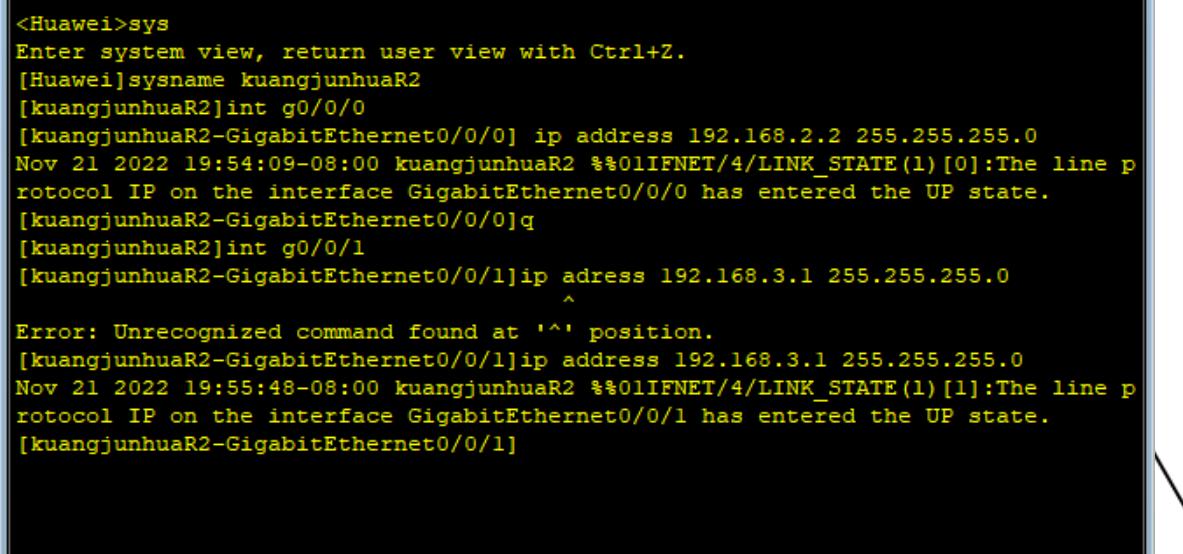 <Huawei>sys
Enter system view, return user view with Ctrl+Z.
[Huawei]sysname kuangjunhuaR2
[kuangjunhuaR2]int g0/0/0
[kuangjunhuaR2-GigabitEthernet0/0/0] ip address 192.168.2.2 255.255.255.0
Nov 21 2022 19:54:09-08:00 kuangjunhuaR2 %%01IFNET/4/LINK_STATE(l)[0]:The line p
rotocol IP on the interface GigabitEthernet0/0/0 has entered the UP state.
[kuangjunhuaR2-GigabitEthernet0/0/0]q
[kuangjunhuaR2]int g0/0/1
[kuangjunhuaR2-GigabitEthernet0/0/1]ip adress 192.168.3.1 255.255.255.0
^
Error: Unrecognized command found at '^' position.
[kuangjunhuaR2-GigabitEthernet0/0/1]ip address 192.168.3.1 255.255.255.0
Nov 21 2022 19:55:48-08:00 kuangjunhuaR2 %%01IFNET/4/LINK_STATE(l)[1]:The line p
rotocol IP on the interface GigabitEthernet0/0/1 has entered the UP state.
[kuangjunhuaR2-GigabitEthernet0/0/1]